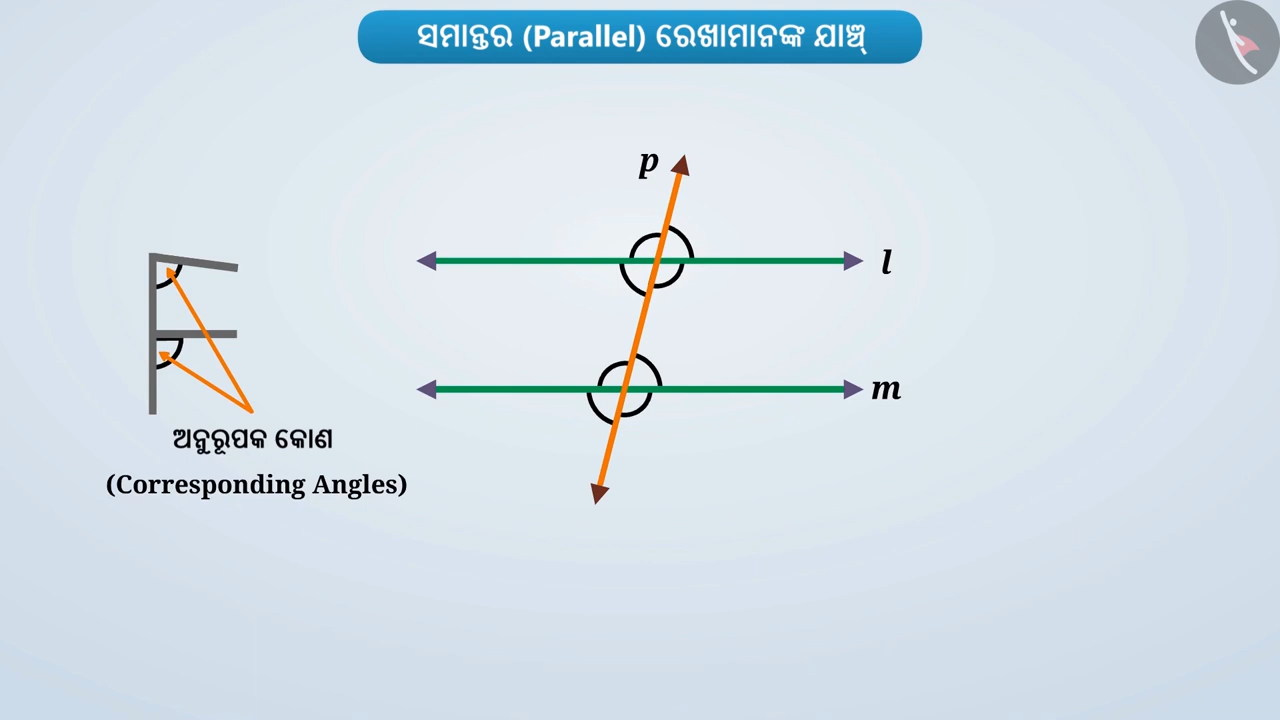 ସମାନ୍ତର (Parallel) ରେଖାମାନଙ୍କ ଯାଞ୍ଚ୍
p
l
m
ଅନୁରୂପକ କୋଣ
(Corresponding Angles)